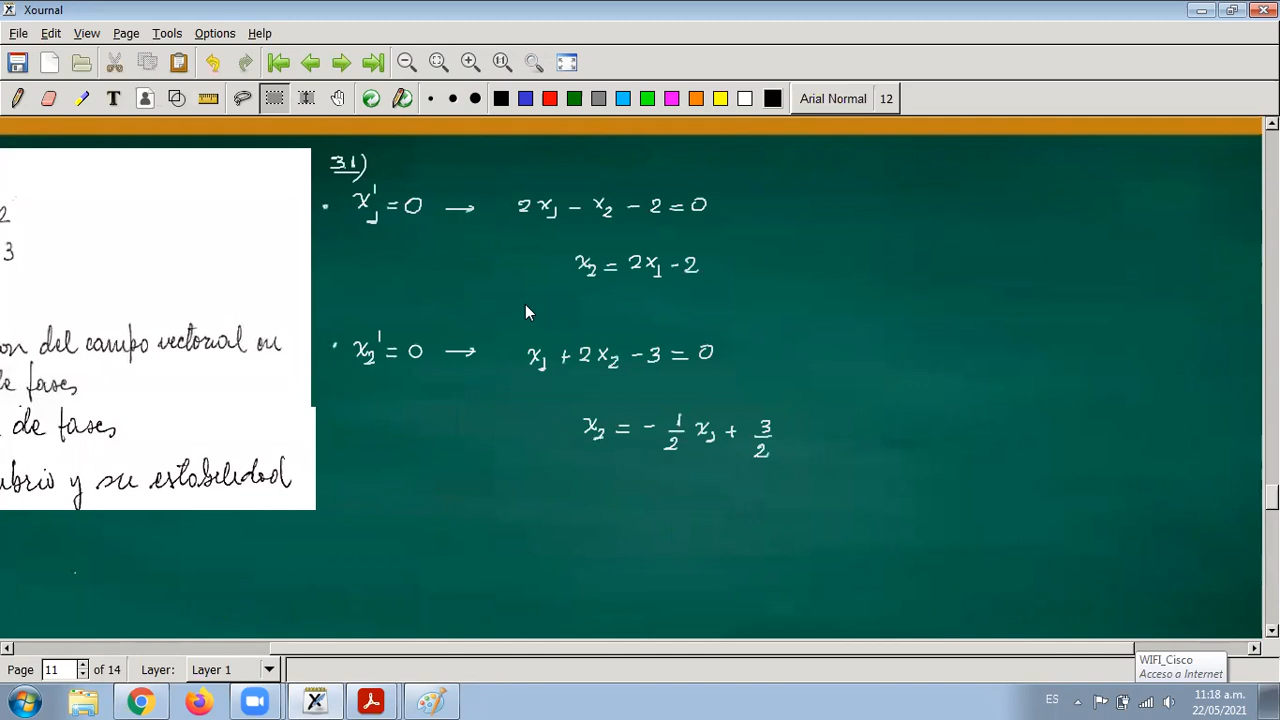 Xournal
File Edit View Page Tools Options Help
Arial Normal 12
2
3
del campo vectorial en
de fases
de fases
y su estabilidad
31)
· x₁' = 0 → 2x₁ - x₂ - 2 = 0
x₂ = 2x₁ - 2
· x₂' = 0 → x₁ + 2x₂ - 3 = 0
x₂ = - 1/2 x₁ + 3/2
Page 11 of 14 Layer: Layer 1
WIFI_Cisco
Acceso a Internet
ES
11:18 a.m.
22/05/2021